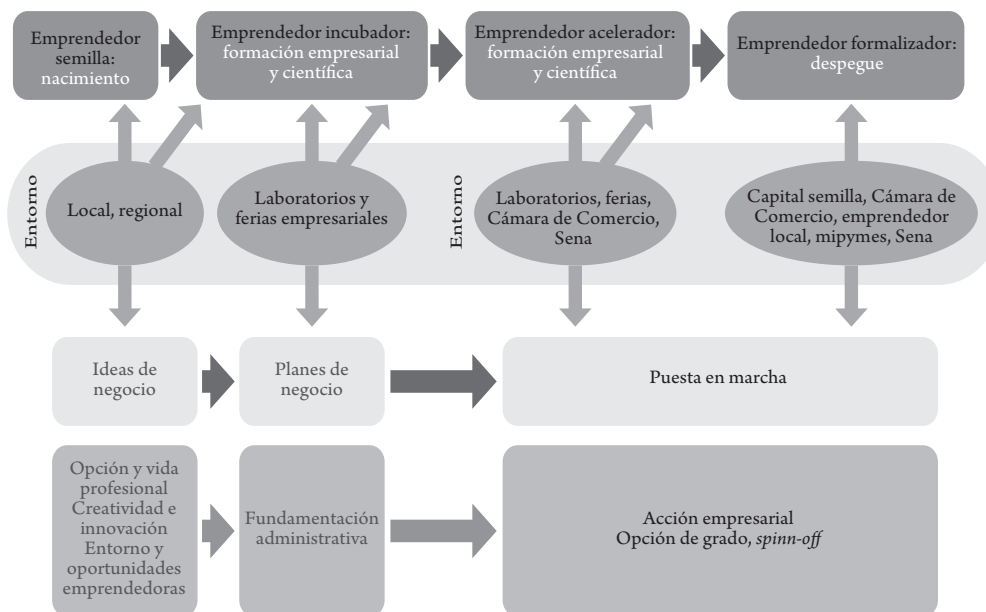 Emprendedor
semilla:
nacimiento
Emprendedor incubador:
formación empresarial
y científica
Emprendedor acelerador:
formación empresarial
y científica
Emprendedor formalizador:
despegue
Entorno
Local, regional
Laboratorios y
ferias empresariales
Entorno
Laboratorios, ferias,
Cámara de Comercio,
Sena
Capital semilla, Cámara de
Comercio, emprendedor
local, mipymes, Sena
Ideas de
negocio
Planes de
negocio
Puesta en marcha
Opción y vida
profesional
Creatividad e
innovación
Entorno y
oportunidades
emprendedoras
Fundamentación
administrativa
Acción empresarial
Opción de grado, spinn-off